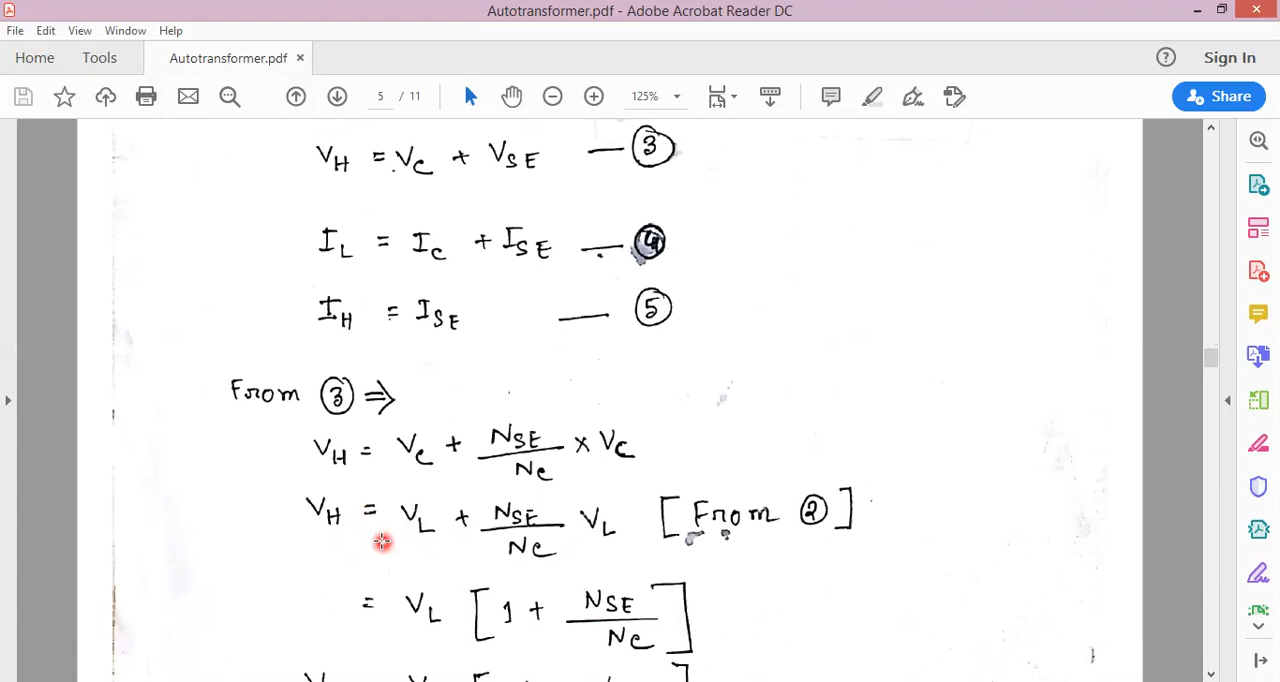 Autotransformer.pdf - Adobe Acrobat Reader DC
File Edit View Window Help
Home Tools Autotransformer.pdf × Sign In
5 / 11 125% Share
V_H = V_C + V_SE — ③
I_L = I_C + I_SE — ④
I_H = I_SE — ⑤
From ③ ⇒
V_H = V_C + N_SE/N_C × V_C
V_H = V_L + N_SE/N_C V_L [From ②]
= V_L [1 + N_SE/N_C]